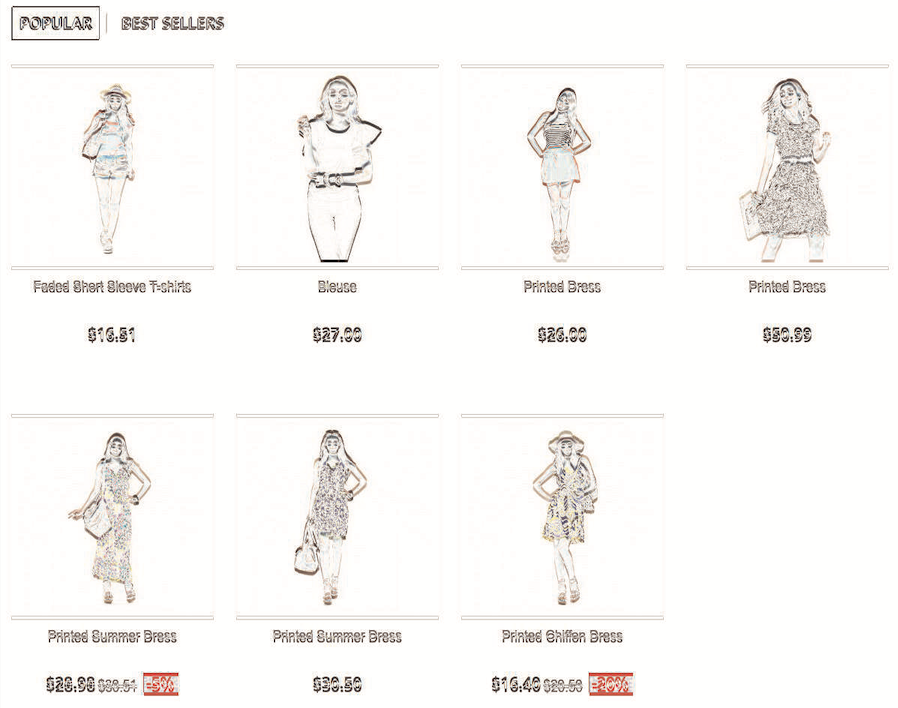 POPULAR BEST SELLERS
Faded Short Sleeve T-shirts
Blouse
Printed Dress
Printed Dress
$16.51
$27.00
$26.00
$50.99
Printed Summer Dress
Printed Summer Dress
Printed Chiffon Dress
$28.98 $30.51 -5%
$30.50
$16.40 $20.50 -20%